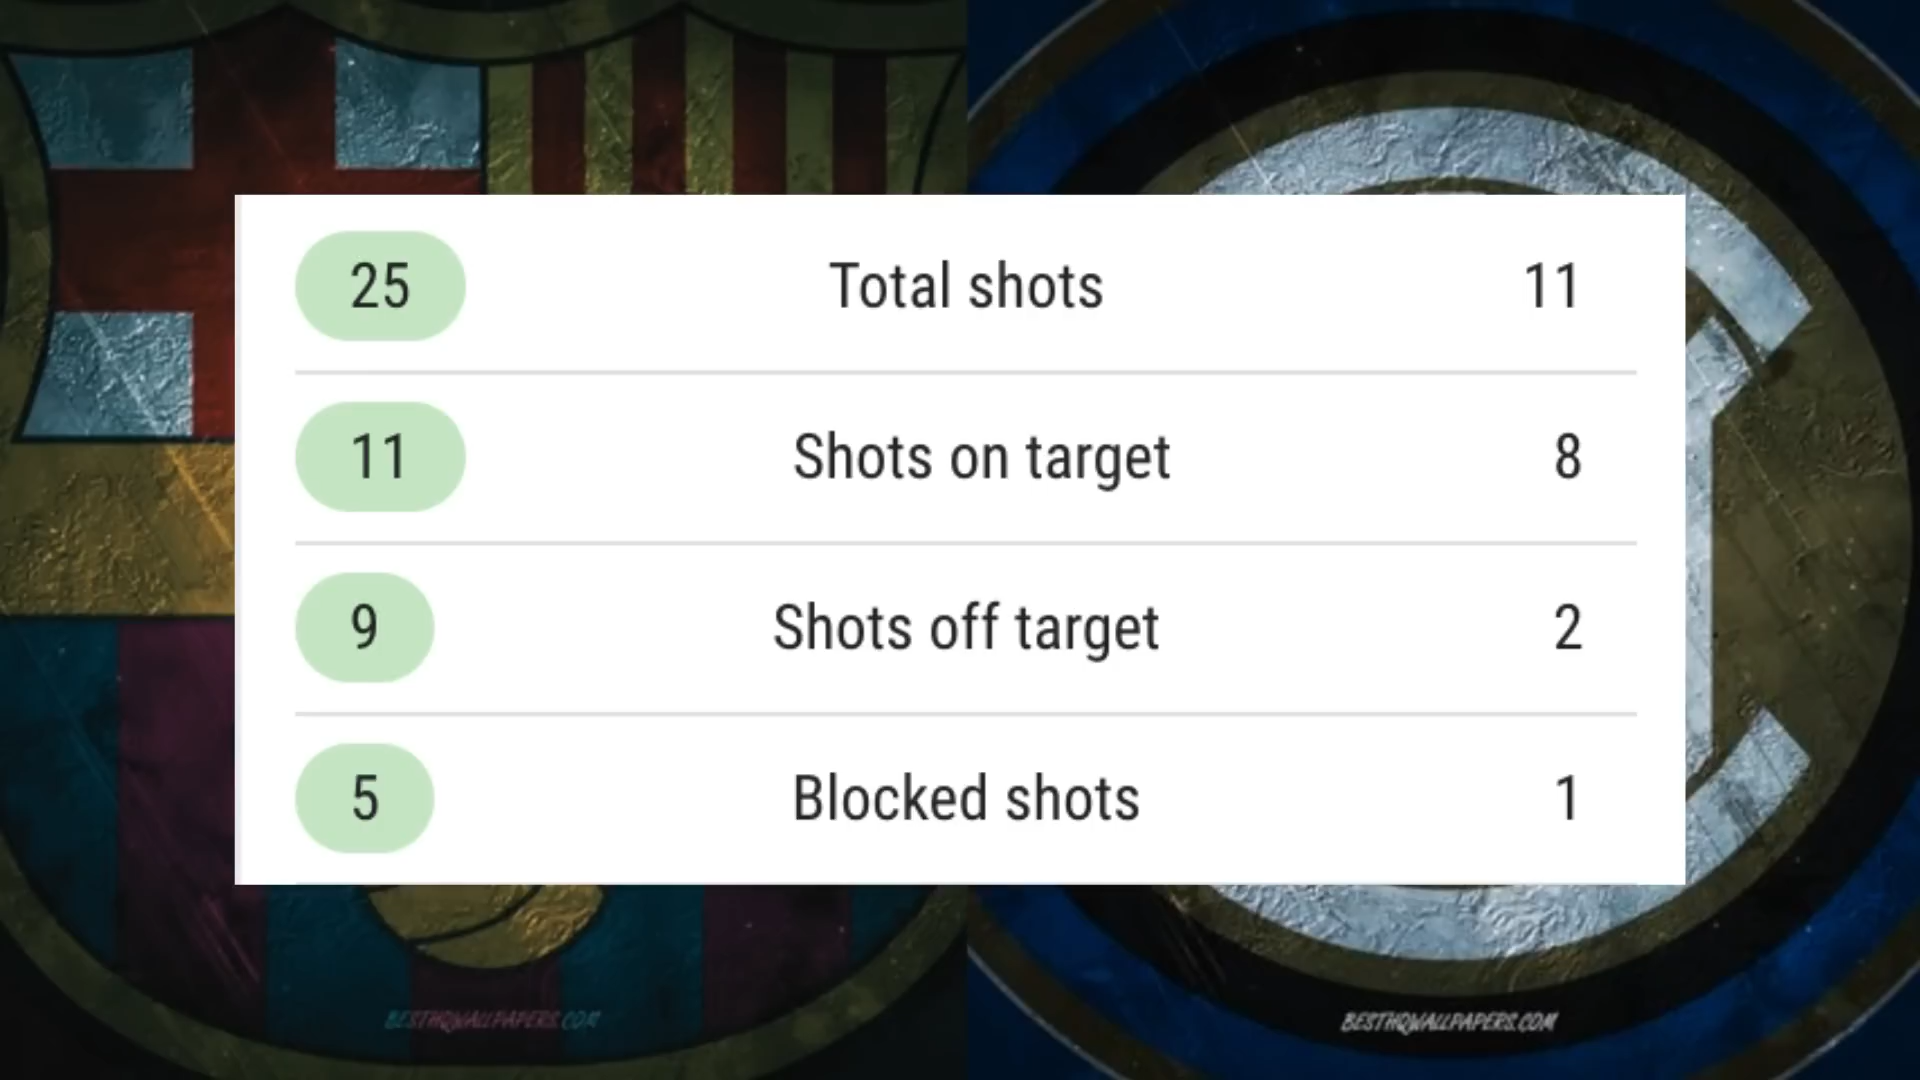 25 Total shots 11
11 Shots on target 8
9 Shots off target 2
5 Blocked shots 1
BESTHQWALLPAPERS.COM BESTHQWALLPAPERS.COM